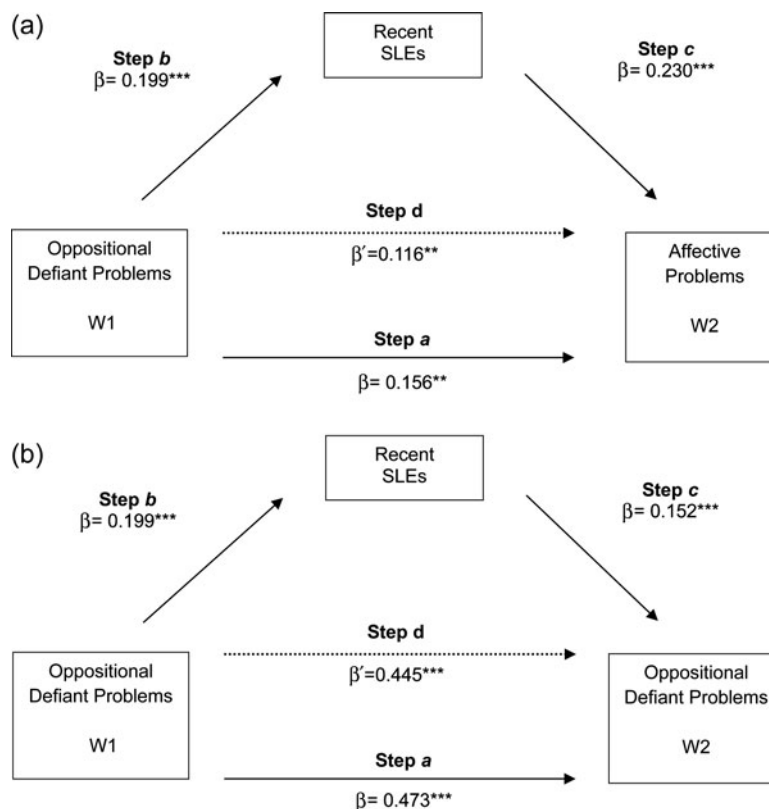 (a)
Recent
SLEs
Step b
β= 0.199***
Step c
β= 0.230***
Step d
β′=0.116**
Oppositional
Defiant Problems
W1
Affective
Problems
W2
Step a
β= 0.156**
(b)
Recent
SLEs
Step b
β= 0.199***
Step c
β= 0.152***
Step d
β′=0.445***
Oppositional
Defiant Problems
W1
Oppositional
Defiant Problems
W2
Step a
β= 0.473***